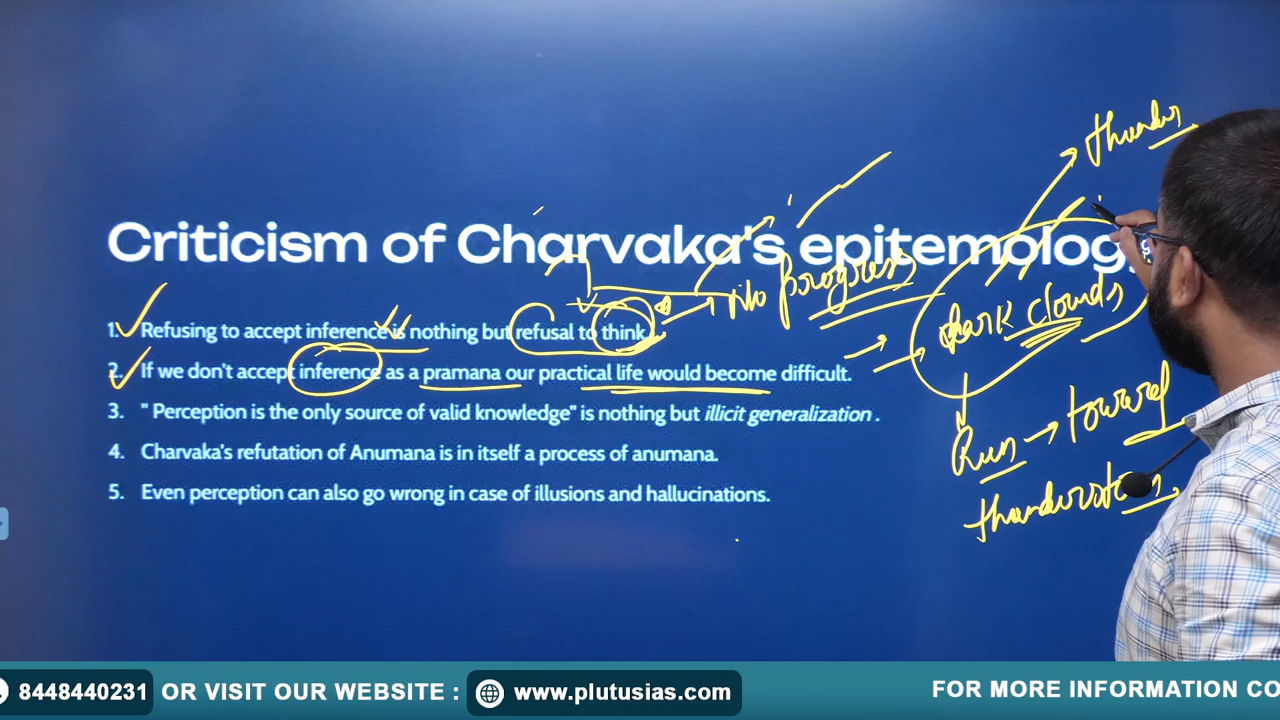 thunder
Criticism of Charvaka's epitemology
No progress
dark clouds
1. Refusing to accept inference is nothing but refusal to think.
2. If we don't accept inference as a pramana our practical life would become difficult.
3. " Perception is the only source of valid knowledge" is nothing but illicit generalization .
4. Charvaka's refutation of Anumana is in itself a process of anumana.
5. Even perception can also go wrong in case of illusions and hallucinations.
Run → toward
8448440231 OR VISIT OUR WEBSITE : www.plutusias.com FOR MORE INFORMATION CO